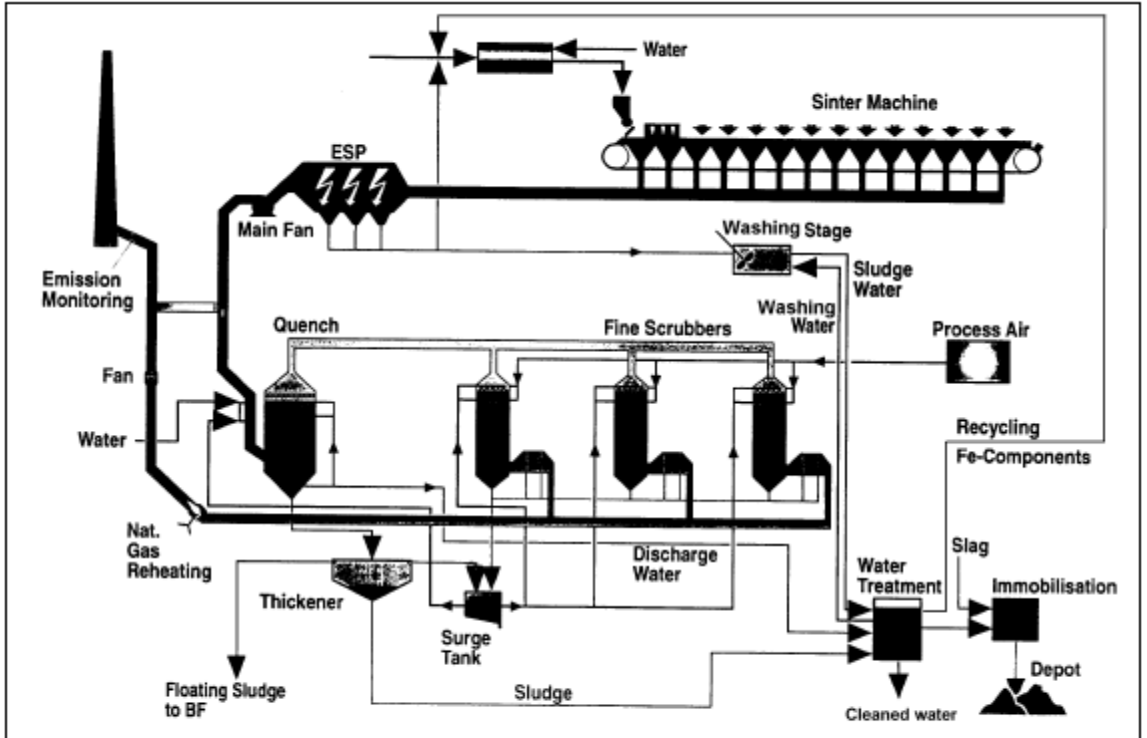 Water
Sinter Machine
ESP
Main Fan
Washing Stage
Emission
Monitoring
Sludge
Water
Washing
Water
Quench
Fine Scrubbers
Process Air
Fan
Water
Recycling
Fe-Components
Nat.
Gas
Reheating
Discharge
Water
Slag
Water
Treatment
Immobilisation
Thickener
Surge
Tank
Depot
Floating Sludge
to BF
Sludge
Cleaned water